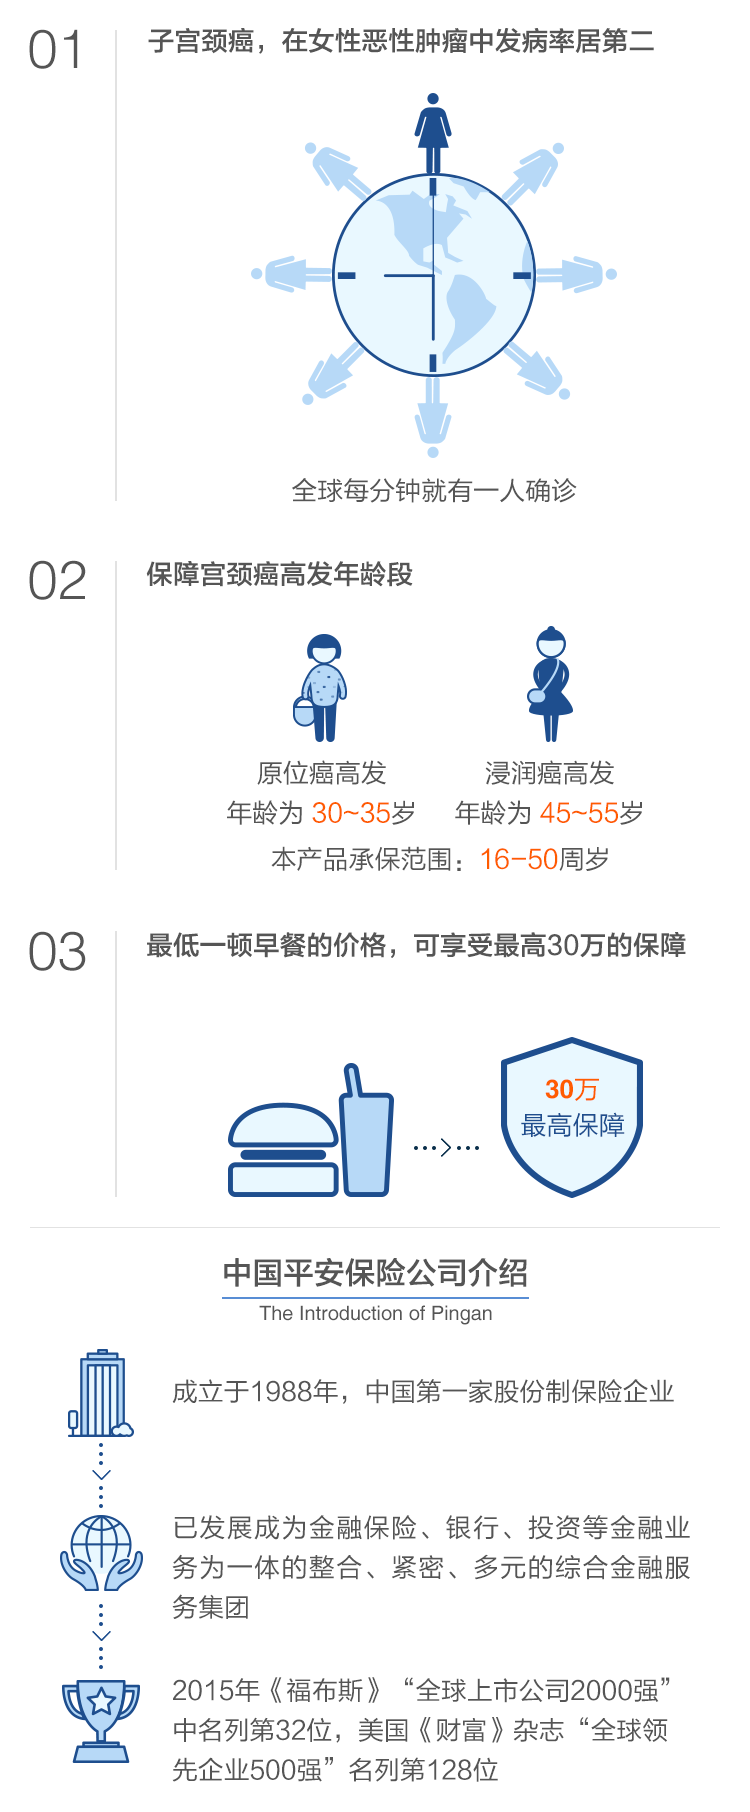 01
子宫颈癌，在女性恶性肿瘤中发病率居第二
全球每分钟就有一人确诊
02
保障宫颈癌高发年龄段
原位癌高发
年龄为 30~35岁
浸润癌高发
年龄为 45~55岁
本产品承保范围：16-50周岁
03
最低一顿早餐的价格，可享受最高30万的保障
30万
最高保障
中国平安保险公司介绍
The Introduction of Pingan
成立于1988年，中国第一家股份制保险企业
已发展成为金融保险、银行、投资等金融业
务为一体的整合、紧密、多元的综合金融服
务集团
2015年《福布斯》“全球上市公司2000强”
中名列第32位，美国《财富》杂志“全球领
先企业500强”名列第128位